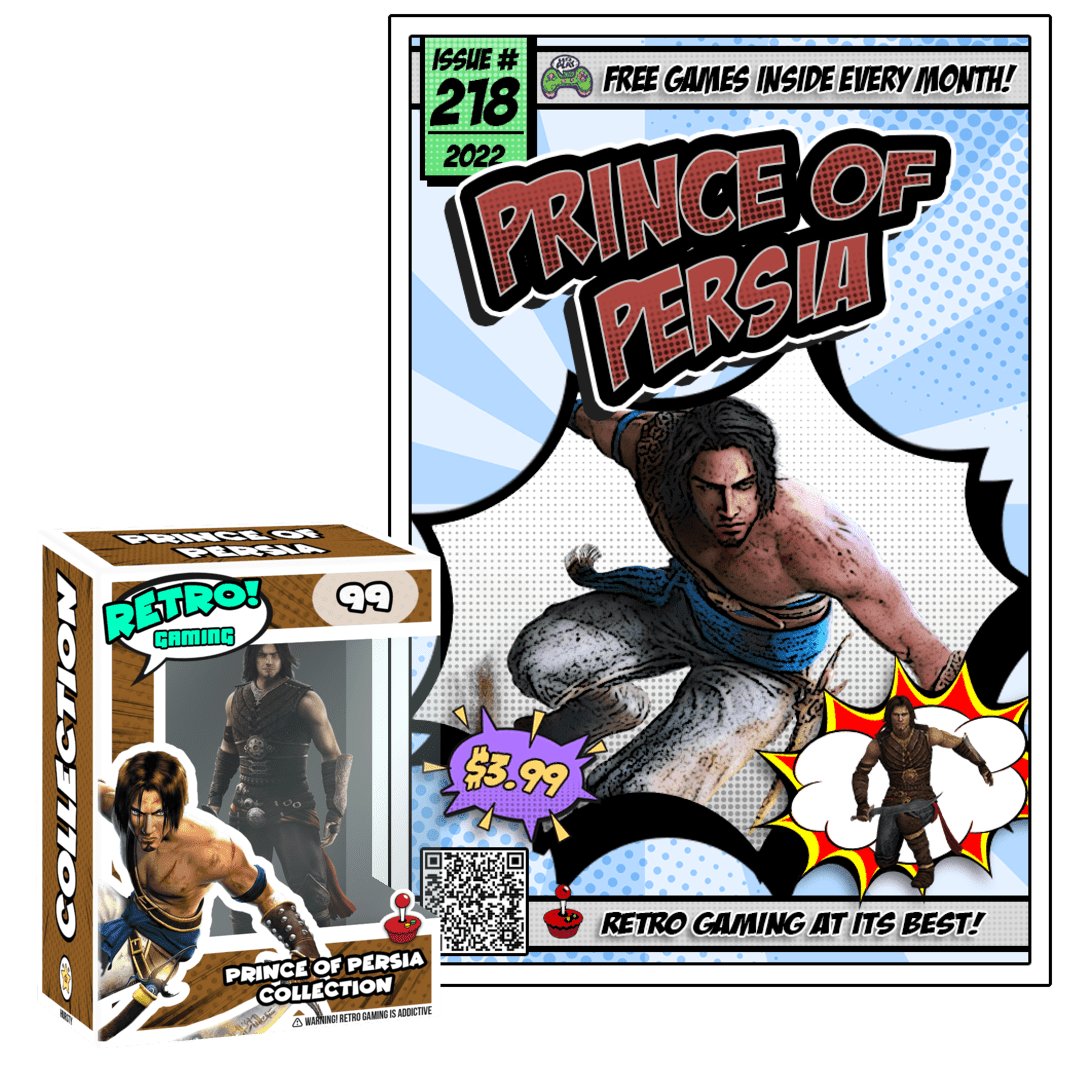 ISSUE #
218
2022
FREE GAMES INSIDE EVERY MONTH!
PRINCE OF
PERSIA
$3.99
RETRO GAMING AT ITS BEST!
PRINCE OF
PERSIA
COLLECTION
RETRO!
GAMING
99
PRINCE OF PERSIA
COLLECTION
WARNING! RETRO GAMING IS ADDICTIVE